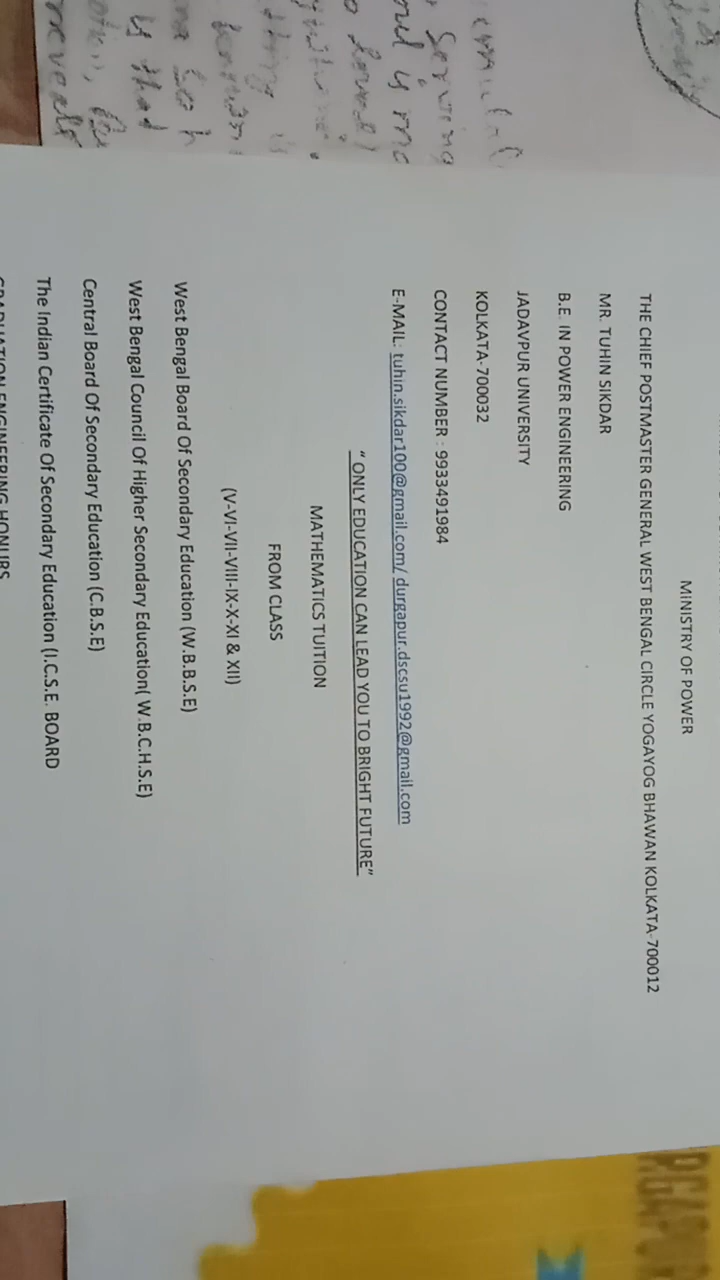 MINISTRY OF POWER
THE CHIEF POSTMASTER GENERAL WEST BENGAL CIRCLE YOGAYOG BHAWAN KOLKATA-700012
MR. TUHIN SIKDAR
B.E. IN POWER ENGINEERING
JADAVPUR UNIVERSITY
KOLKATA-700032
CONTACT NUMBER : 9933491984
E-MAIL: tuhin.sikdar100@gmail.com/ durgapur.dscsu1992@gmail.com
" ONLY EDUCATION CAN LEAD YOU TO BRIGHT FUTURE"
MATHEMATICS TUITION
FROM CLASS
(V-VI-VII-VIII-IX-X-XI & XII)
West Bengal Board Of Secondary Education (W.B.B.S.E)
West Bengal Council Of Higher Secondary Education( W.B.C.H.S.E)
Central Board Of Secondary Education (C.B.S.E)
The Indian Certificate Of Secondary Education (I.C.S.E. BOARD
GRADUATION ENGINEERING HONURS